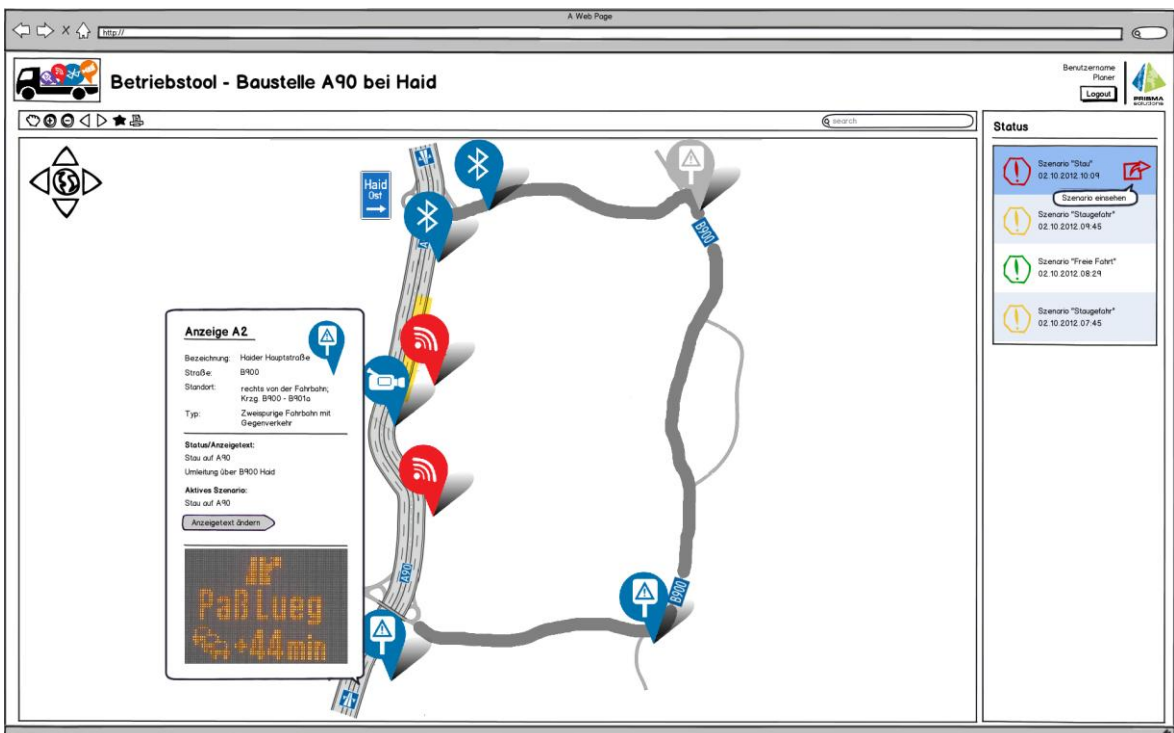 A Web Page
http://
Betriebstool - Baustelle A90 bei Haid
Benutzername
Planer
Logout
PRISMA
solutions
search
Status
Szenario "Stau"
02.10.2012.10:09
Szenario einsehen
Szenario "Staugefahr"
02.10.2012.09:45
Szenario "Freie Fahrt"
02.10.2012.08:29
Szenario "Staugefahr"
02.10.2012.07:45
Haid
Ost
A
B900
Anzeige A2
Bezeichnung: Haider Hauptstraße
Straße: B900
Standort: rechts von der Fahrbahn;
Krzg. B900 - B901a
Typ: Zweispurige Fahrbahn mit
Gegenverkehr
Status/Anzeigetext:
Stau auf A90
Umleitung über B900 Haid
Aktives Szenario:
Stau auf A90
Anzeigetext ändern
Paß Lueg
+44min
A90
B900